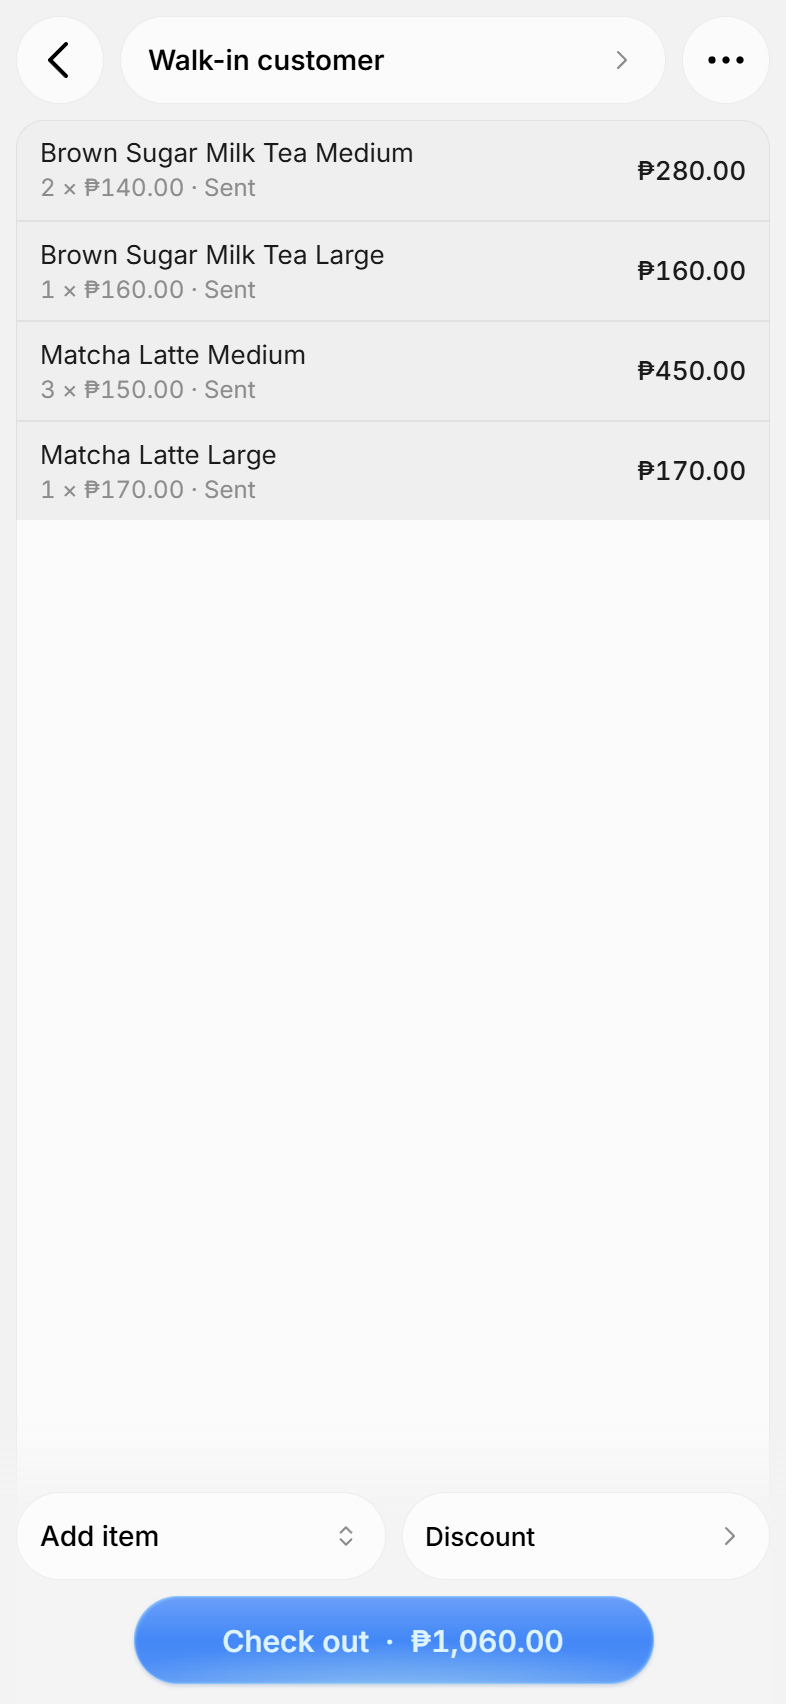 Walk-in customer
Brown Sugar Milk Tea Medium
₱280.00
2 × ₱140.00 · Sent
Brown Sugar Milk Tea Large
₱160.00
1 × ₱160.00 · Sent
Matcha Latte Medium
₱450.00
3 × ₱150.00 · Sent
Matcha Latte Large
₱170.00
1 × ₱170.00 · Sent
Add item
Discount
Check out · ₱1,060.00